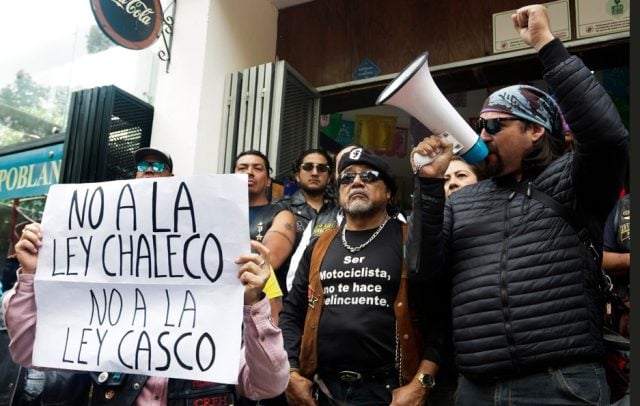 Coca-Cola
POBLAN
NO A LA
LEY CHALECO
NO A LA
LEY CASCO
Ser
Motociclista,
no te hace
delincuente.